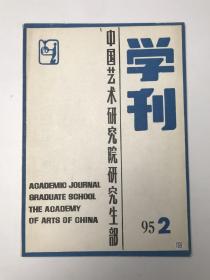 学刊
中国艺术研究院研究生部
ACADEMIC JOURNAL
GRADUATE SCHOOL
THE ACADEMY
OF ARTS OF CHINA
95 2